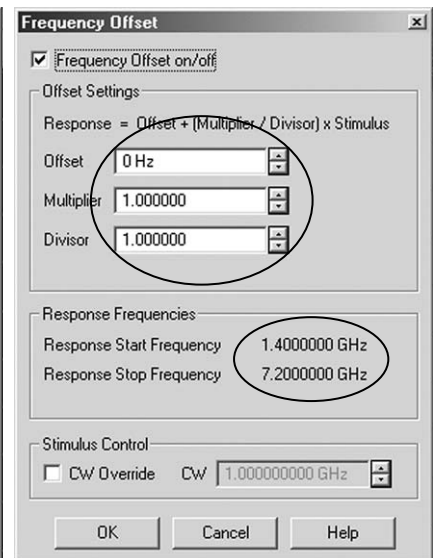 Frequency Offset
Frequency Offset on/off
Offset Settings
Response = Offset + (Multiplier / Divisor) x Stimulus
Offset 0 Hz
Multiplier 1.000000
Divisor 1.000000
Response Frequencies
Response Start Frequency 1.4000000 GHz
Response Stop Frequency 7.2000000 GHz
Stimulus Control
CW Override CW 1.000000000 GHz
OK Cancel Help